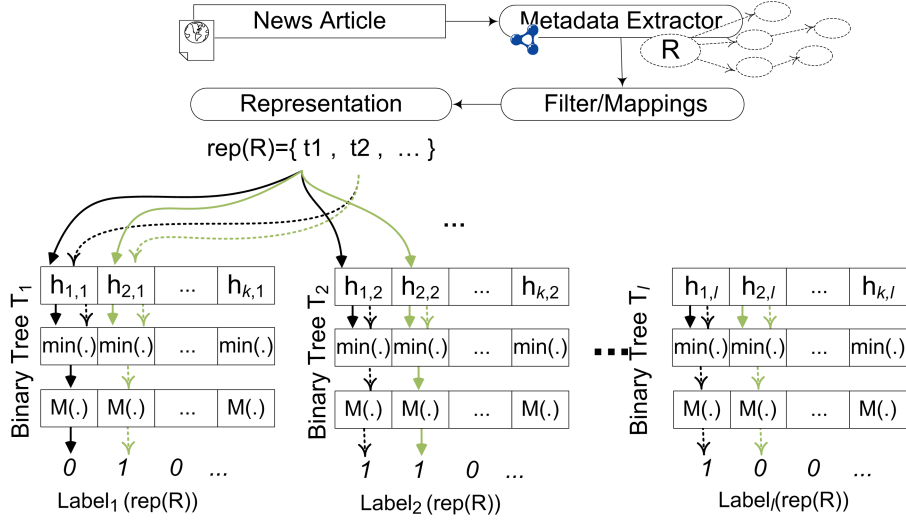 News Article
Metadata Extractor
R
Representation
Filter/Mappings
rep(R)={ t1 , t2 , ... }
...
Binary Tree T1
h1,1 h2,1 ... hk,1
min(.) min(.) ... min(.)
M(.) M(.) ... M(.)
0 1 0 ...
Label1 (rep(R))
Binary Tree T2
h1,2 h2,2 ... hk,2
min(.) min(.) ... min(.)
M(.) M(.) ... M(.)
1 1 0 ...
Label2 (rep(R))
...
Binary Tree Tl
h1,l h2,l ... hk,l
min(.) min(.) ... min(.)
M(.) M(.) ... M(.)
1 0 0 ...
Labell(rep(R))